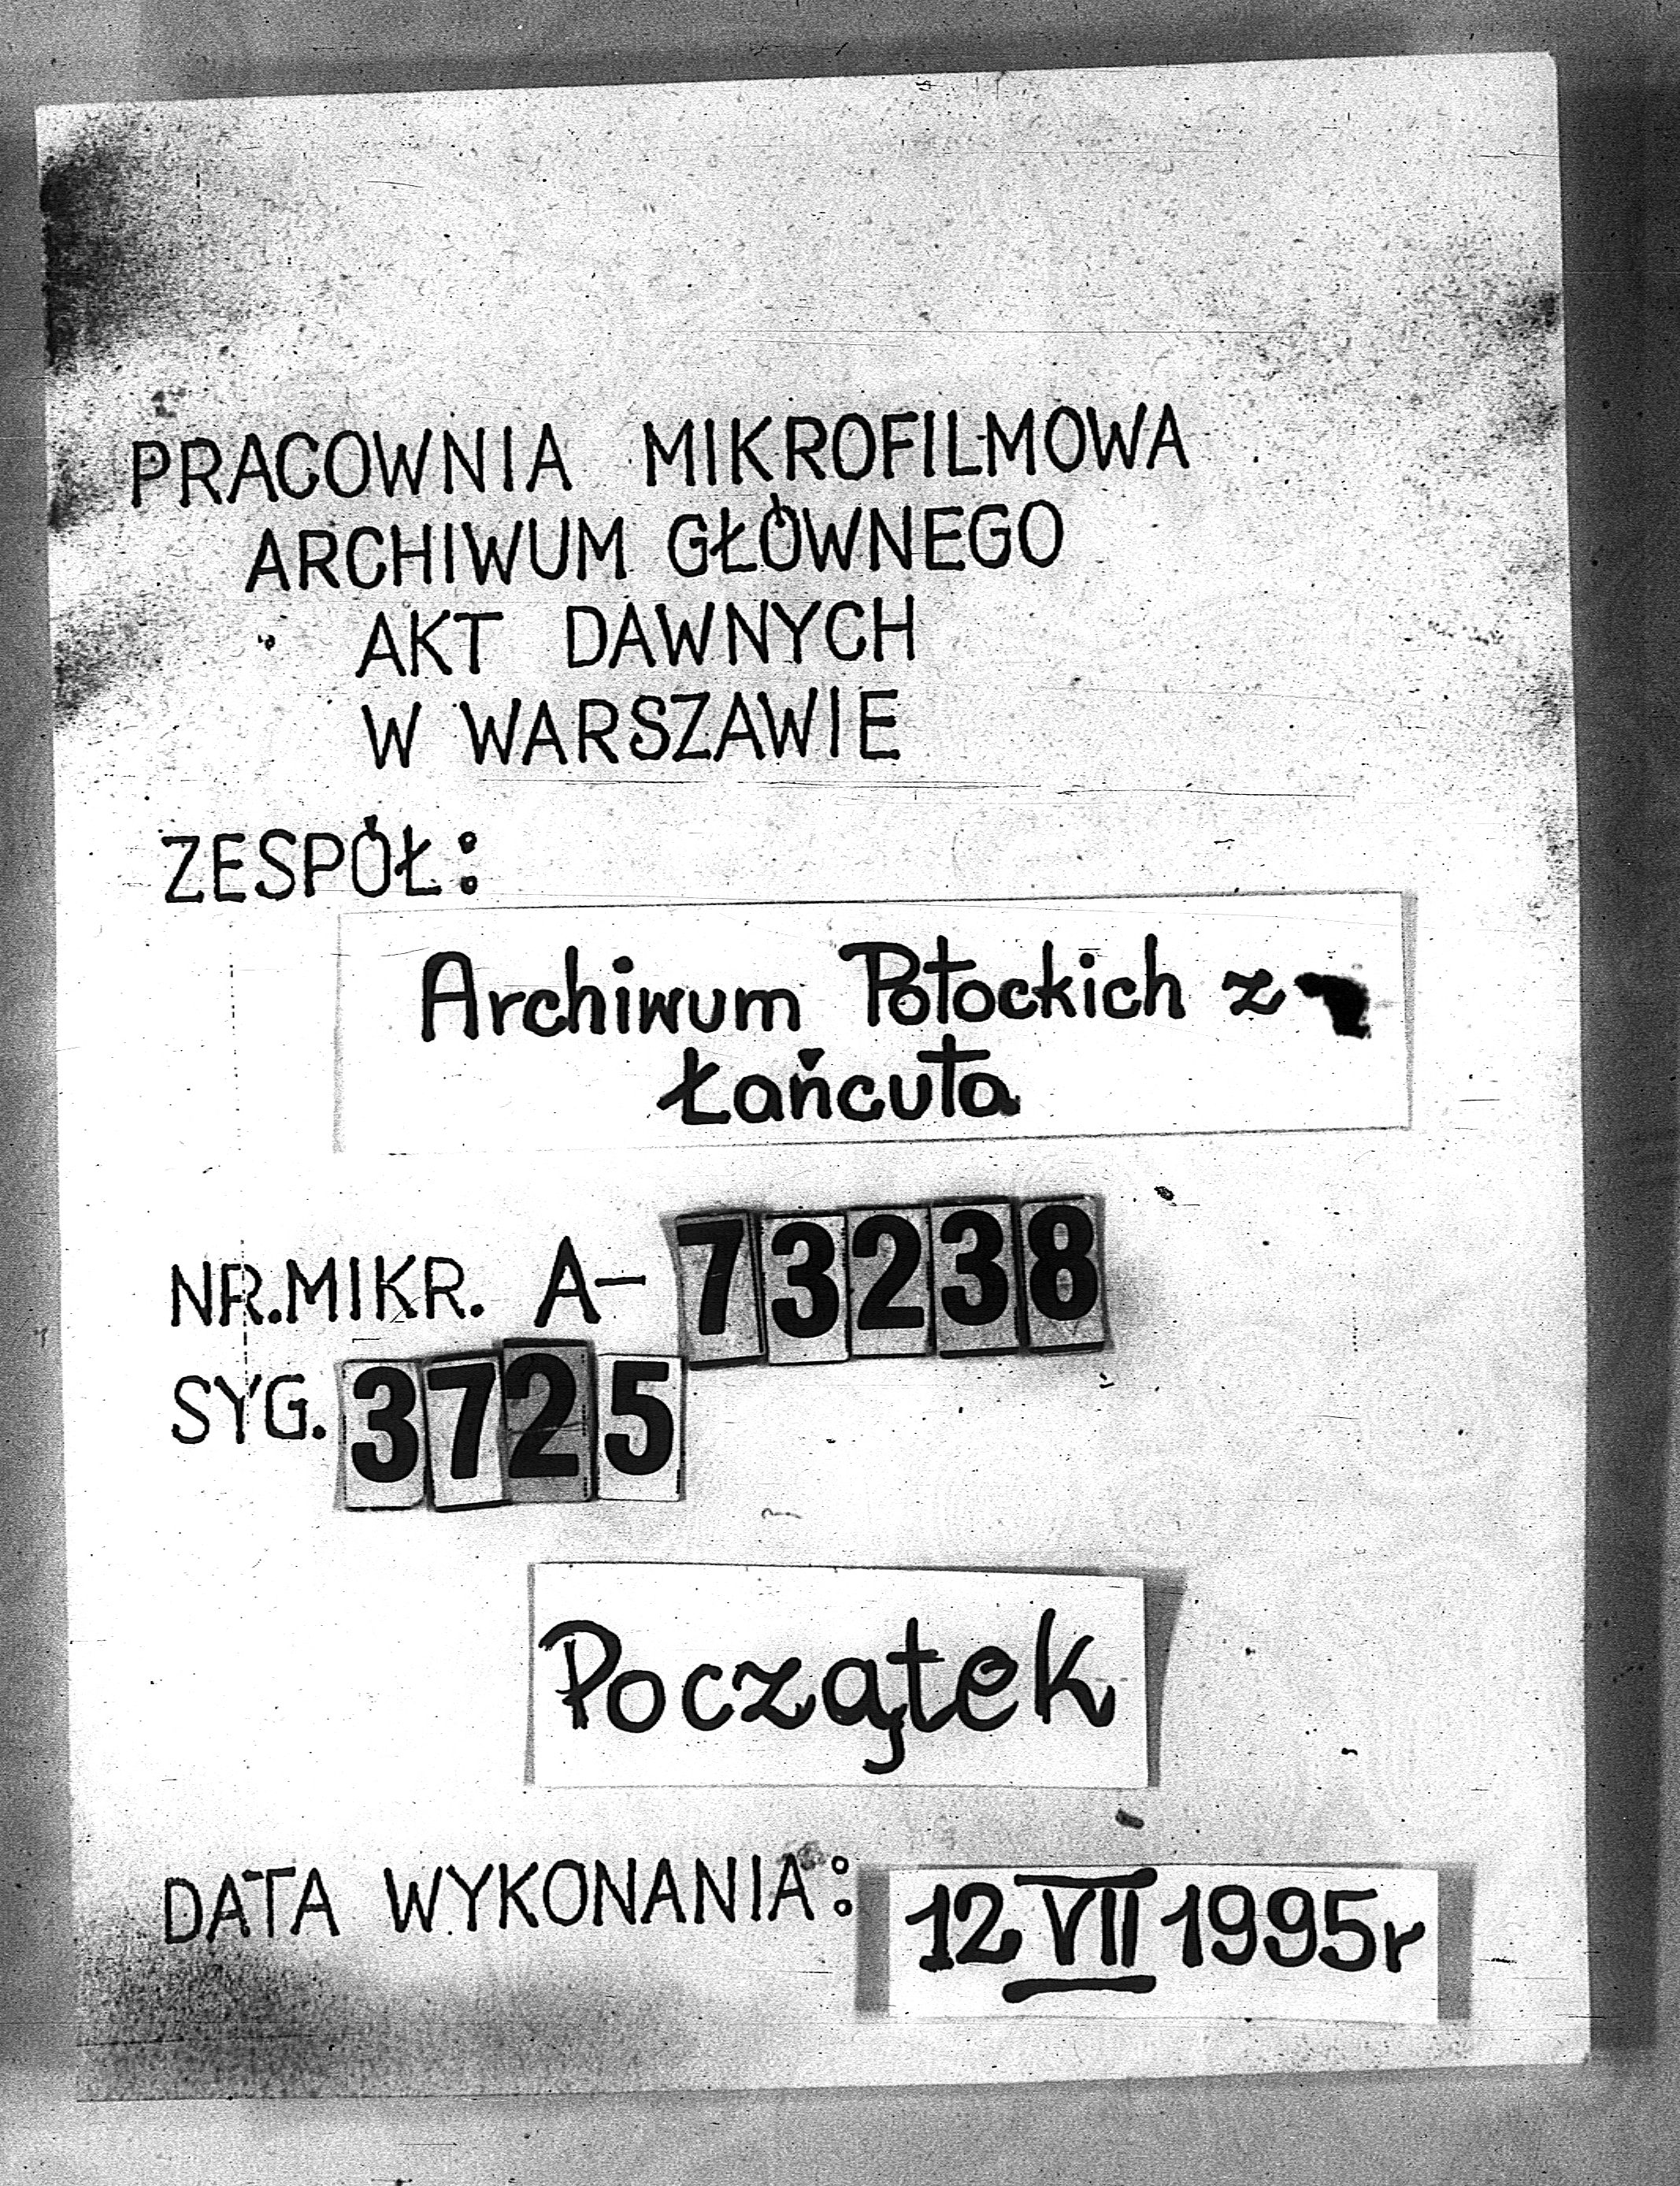 PRACOWNIA MIKROFILMOWA
ARCHIWUM GŁÓWNEGO
AKT DAWNYCH
W WARSZAWIE
ZESPÓŁ:
Archiwum Potockich z
Łańcuta
NR.MIKR. A-73238
SYG. 3725
Początek
DATA WYKONANIA: 12 VII 1995r